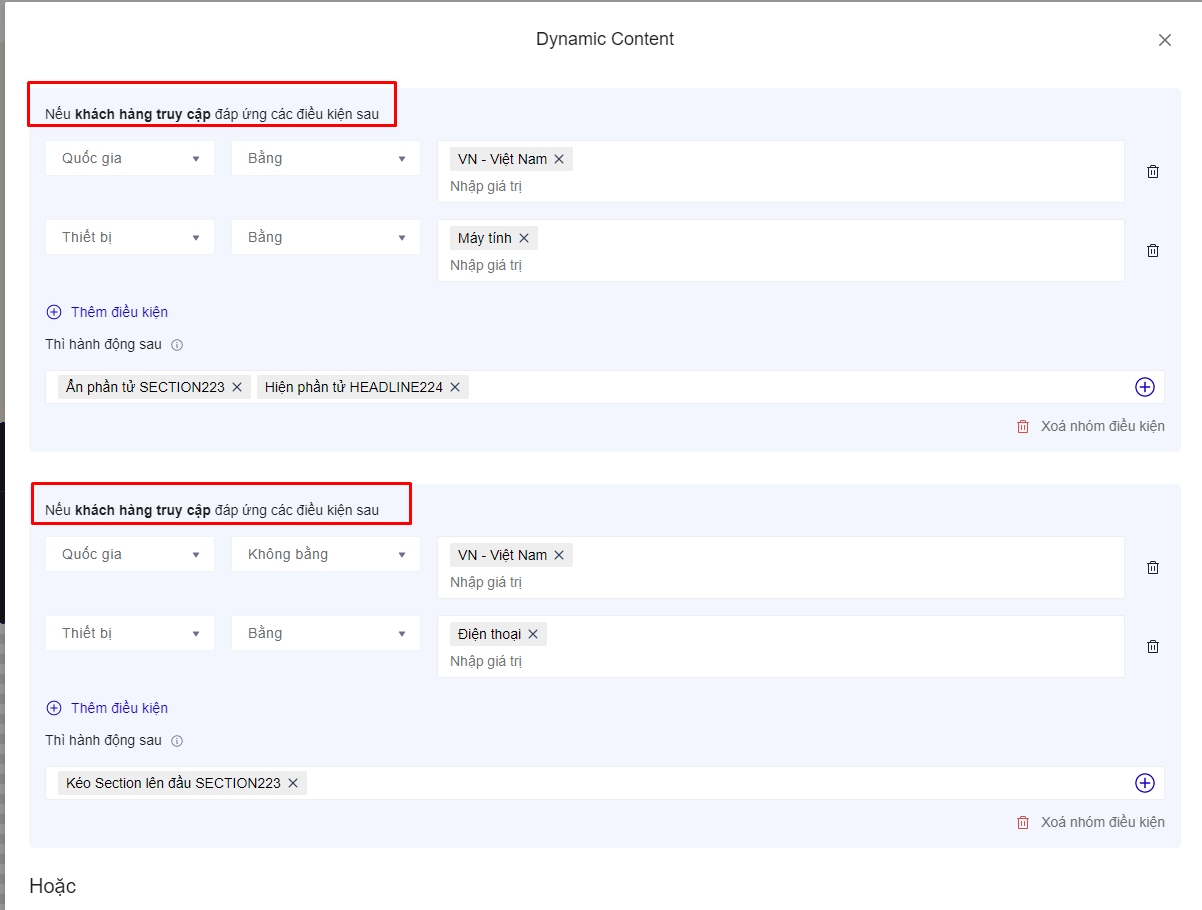 Dynamic Content
Nếu khách hàng truy cập đáp ứng các điều kiện sau
Quốc gia Bằng VN - Việt Nam
Nhập giá trị
Thiết bị Bằng Máy tính
Nhập giá trị
Thêm điều kiện
Thì hành động sau
Ẩn phần tử SECTION223 Hiện phần tử HEADLINE224
Xoá nhóm điều kiện
Nếu khách hàng truy cập đáp ứng các điều kiện sau
Quốc gia Không bằng VN - Việt Nam
Nhập giá trị
Thiết bị Bằng Điện thoại
Nhập giá trị
Thêm điều kiện
Thì hành động sau
Kéo Section lên đầu SECTION223
Xoá nhóm điều kiện
Hoặc